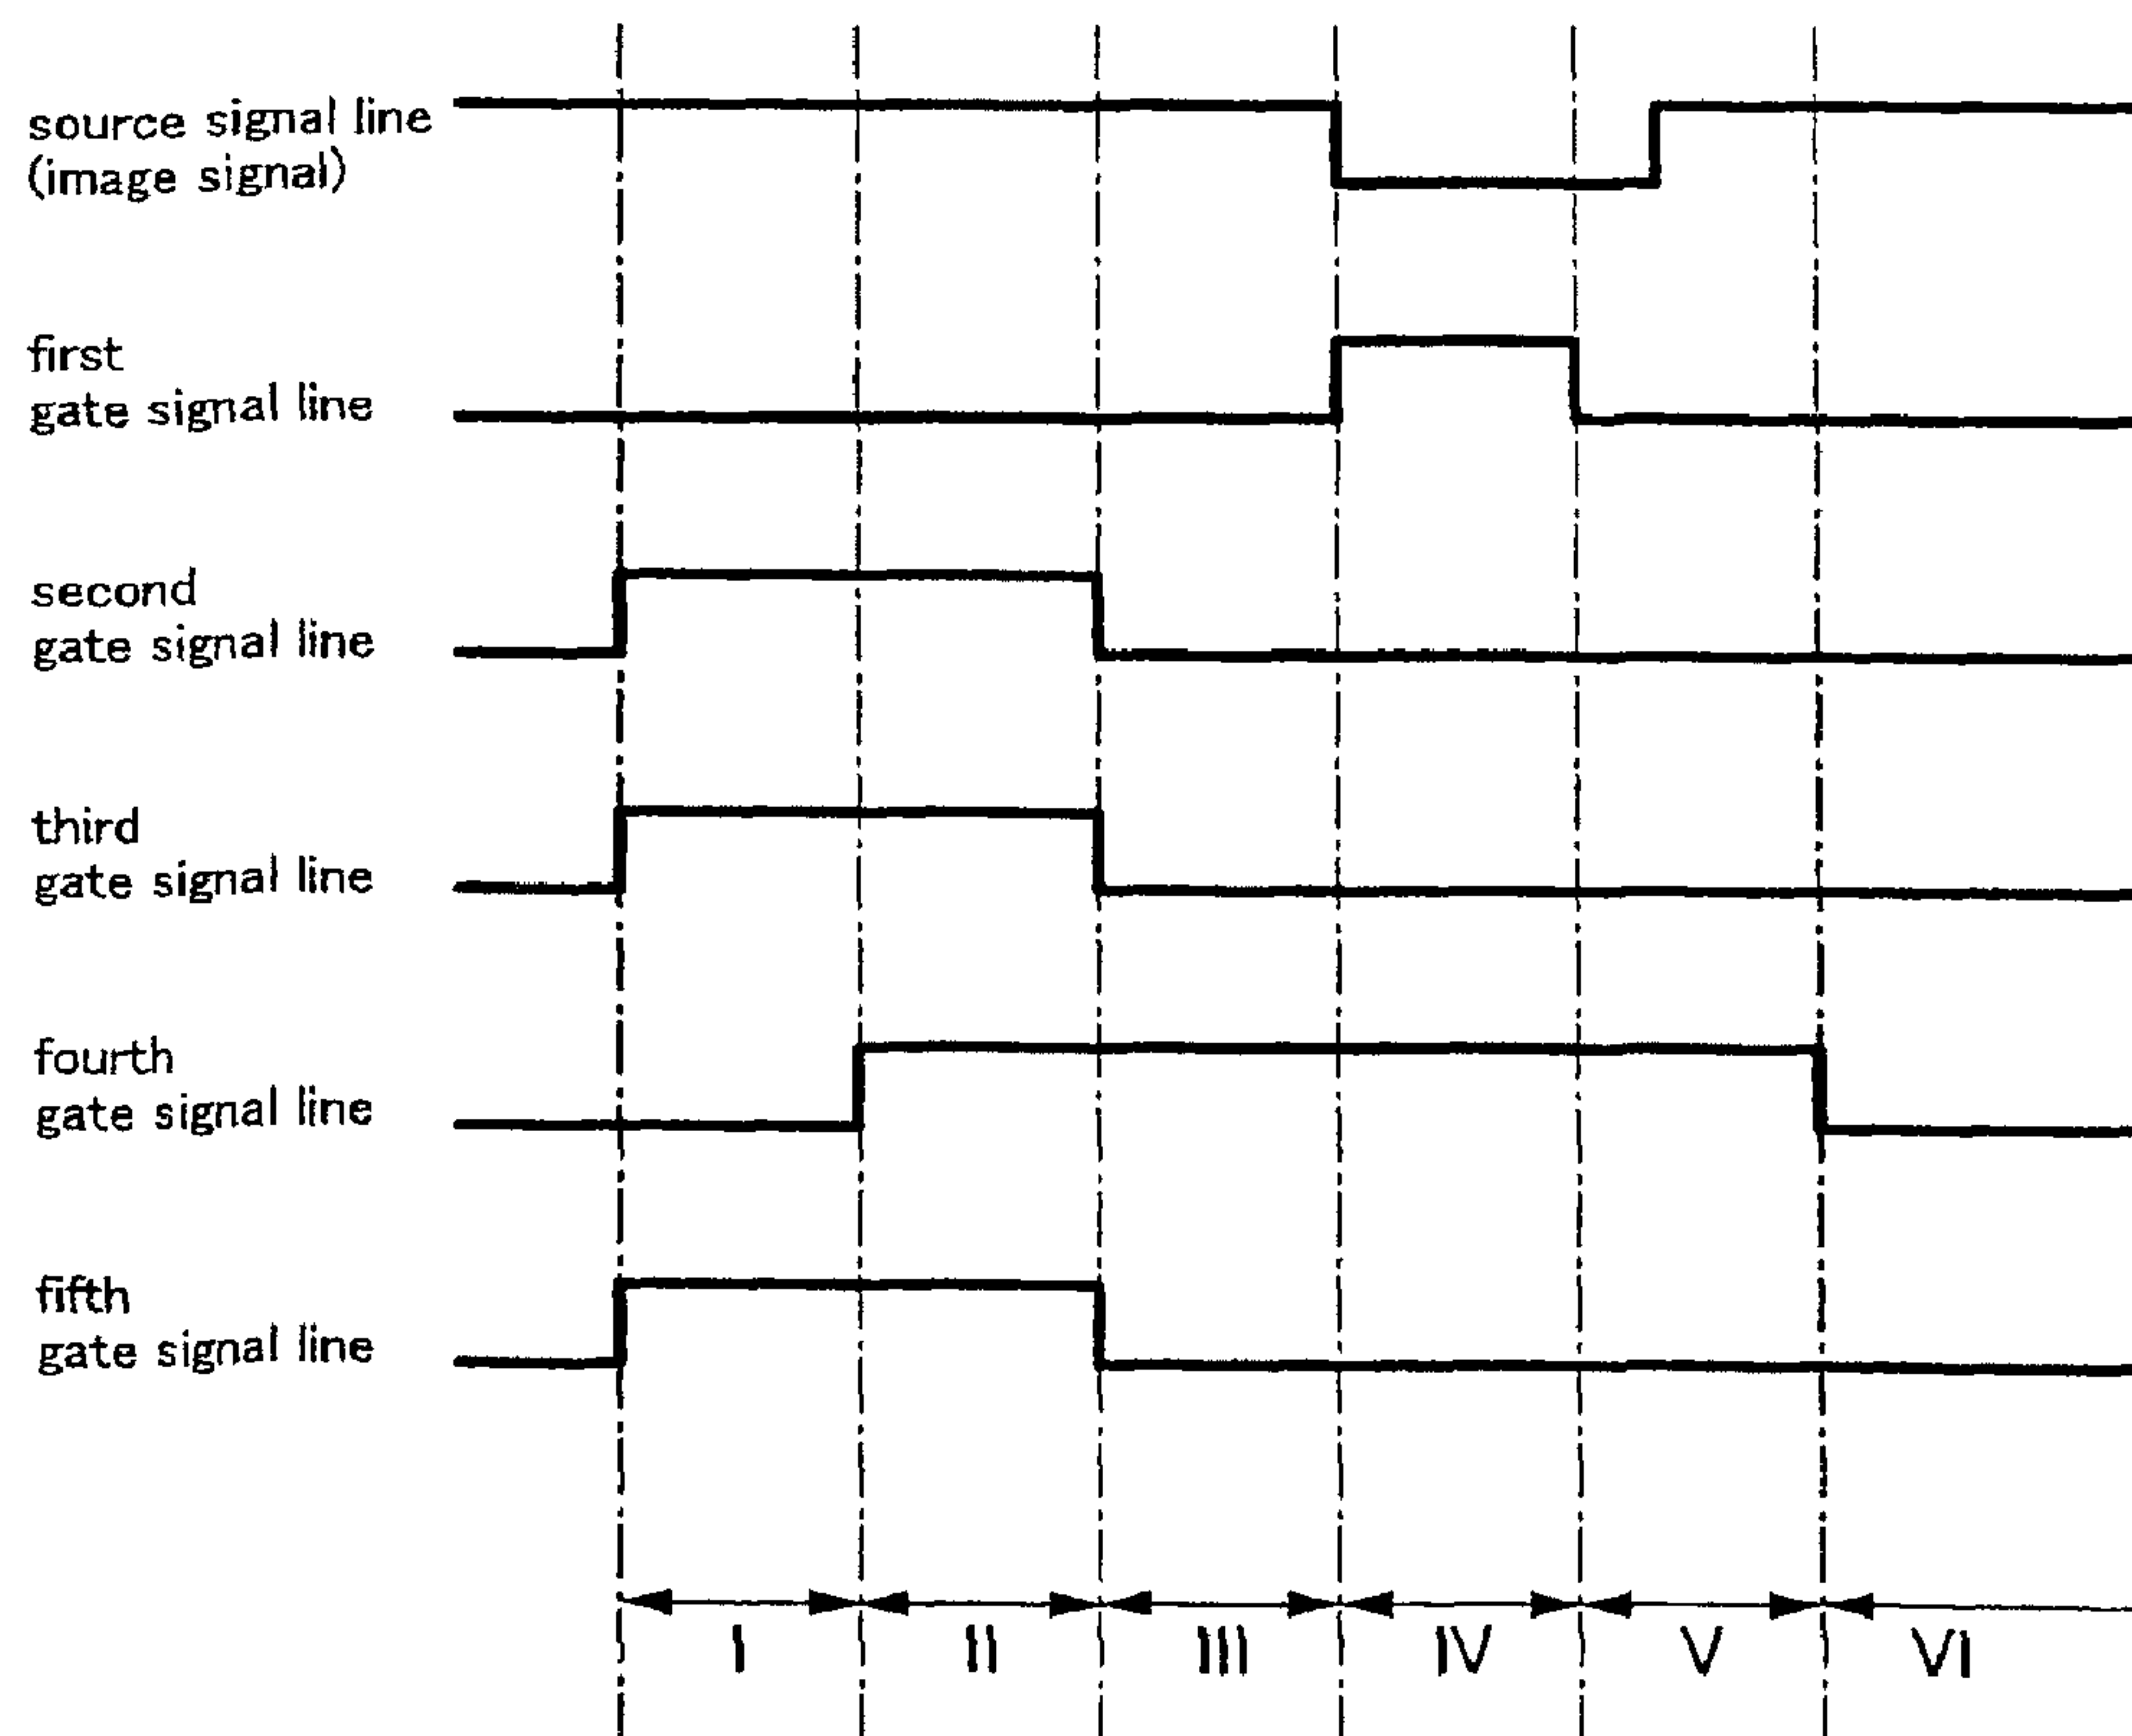 source signal line
(image signal)
first
gate signal line
second
gate signal line
third
gate signal line
fourth
gate signal line
fifth
gate signal line
I II III IV V VI